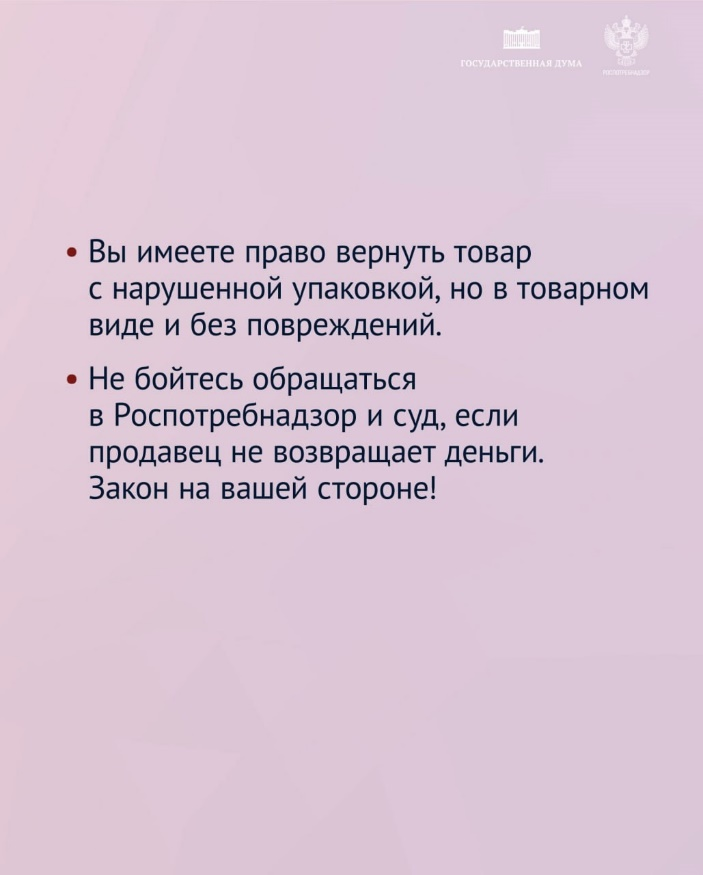 ГОСУДАРСТВЕННАЯ ДУМА
РОСПОТРЕБНАДЗОР
• Вы имеете право вернуть товар
с нарушенной упаковкой, но в товарном
виде и без повреждений.
• Не бойтесь обращаться
в Роспотребнадзор и суд, если
продавец не возвращает деньги.
Закон на вашей стороне!